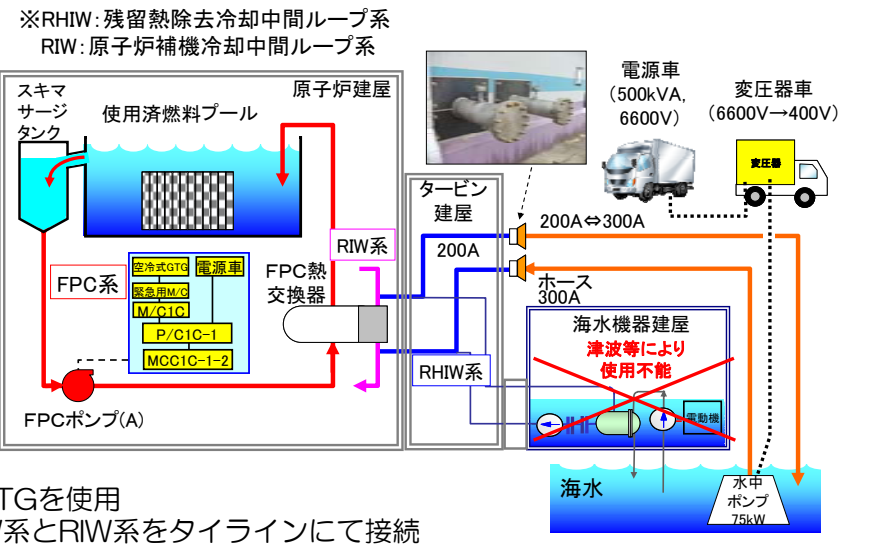 ※RHIW:残留熱除去冷却中間ループ系
RIW:原子炉補機冷却中間ループ系
スキマ
サージ
タンク
使用済燃料プール
原子炉建屋
電源車
(500kVA,
6600V)
変圧器車
(6600V→400V)
変圧器
タービン
建屋
200A⇔300A
200A
RIW系
FPC系
空冷式GTG
電源車
緊急用M/C
M/C1C
P/C1C-1
MCC1C-1-2
FPC熱
交換器
ホース
300A
海水機器建屋
津波等により
使用不能
RHIW系
電動機
FPCポンプ(A)
海水
水中
ポンプ
75kW
TGを使用
系とRIW系をタイラインにて接続